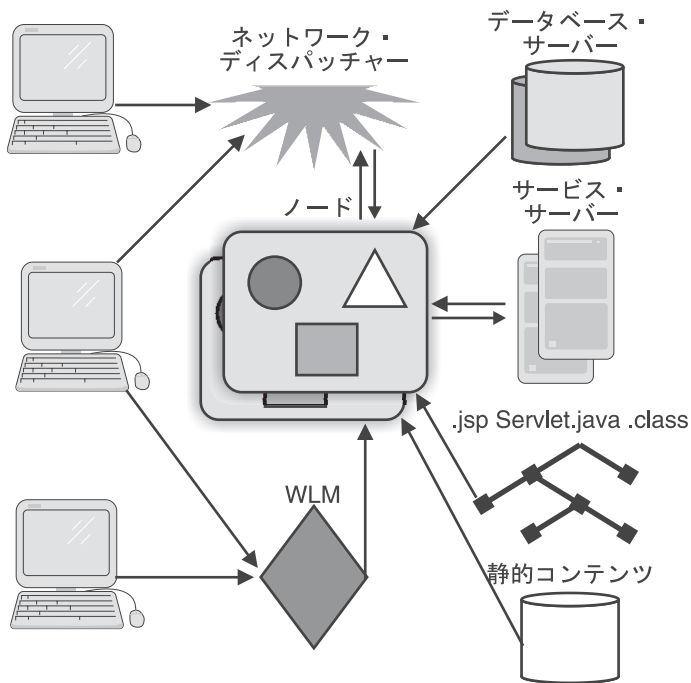 ネットワーク・
ディスパッチャー
データベース・
サーバー
ノード
サービス・
サーバー
.jsp Servlet.java .class
WLM
静的コンテンツ